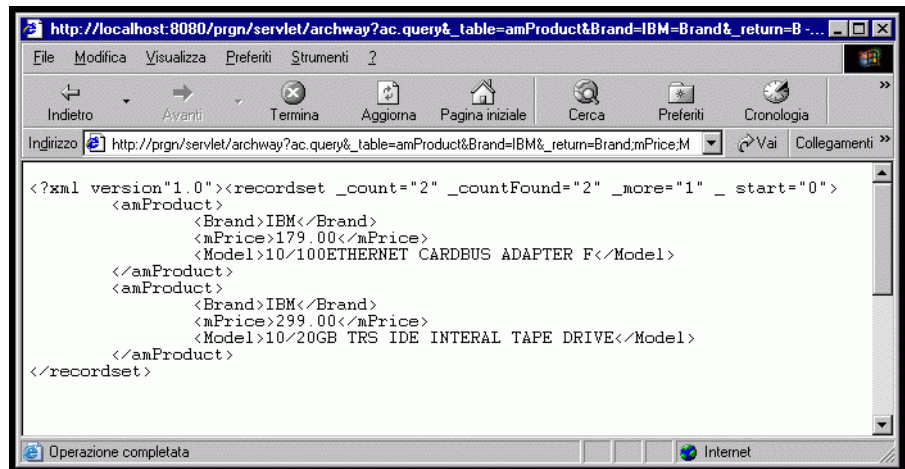 http://localhost:8080/prgn/servlet/archway?ac.query&_table=amProduct&Brand=IBM=Brand&_return=B -...
File Modifica Visualizza Preferiti Strumenti ?
Indietro Avanti Termina Aggiorna Pagina iniziale Cerca Preferiti Cronologia »
Indirizzo http://prgn/servlet/archway?ac.query&_table=amProduct&Brand=IBM&_return=Brand;mPrice;M Vai Collegamenti »
<?xml version"1.0"><recordset _count="2" _countFound="2" _more="1" _ start="0">
<amProduct>
<Brand>IBM</Brand>
<mPrice>179.00</mPrice>
<Model>10/100ETHERNET CARDBUS ADAPTER F</Model>
</amProduct>
<amProduct>
<Brand>IBM</Brand>
<mPrice>299.00</mPrice>
<Model>10/20GB TRS IDE INTERAL TAPE DRIVE</Model>
</amProduct>
</recordset>
Operazione completata Internet